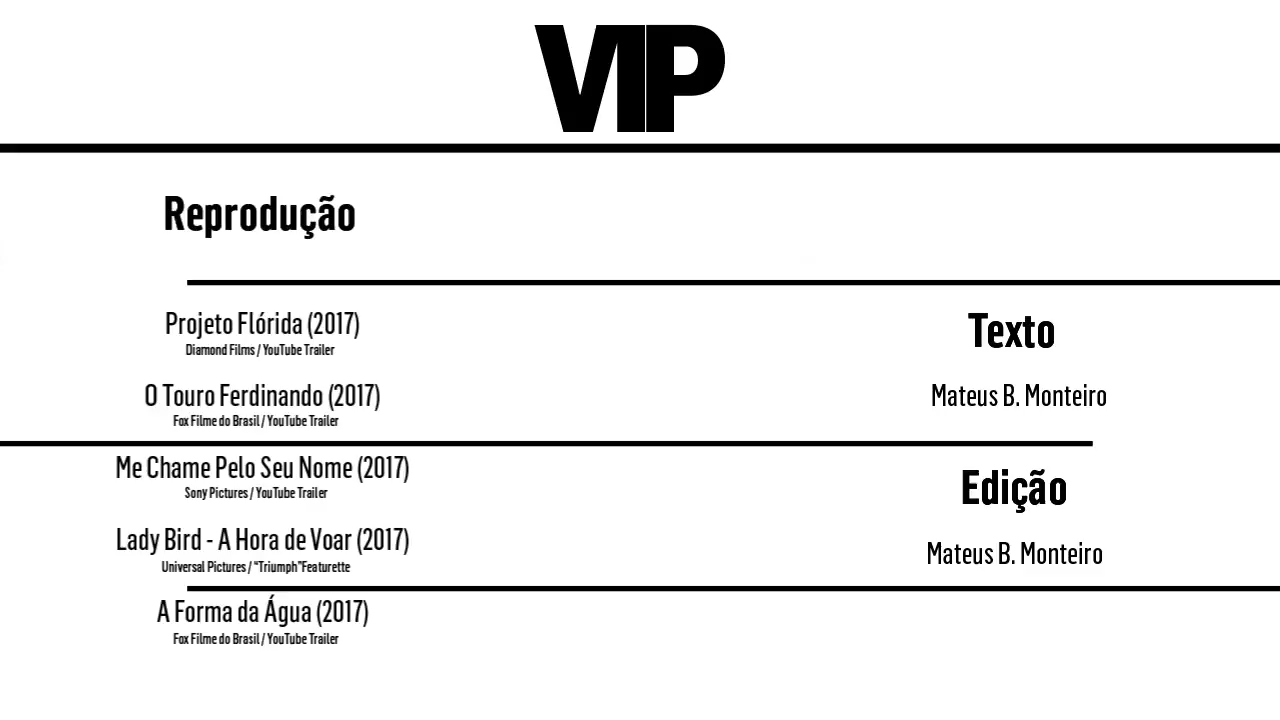 VIP
Reprodução
Projeto Flórida (2017)
Diamond Films / YouTube Trailer
O Touro Ferdinando (2017)
Fox Filme do Brasil / YouTube Trailer
Me Chame Pelo Seu Nome (2017)
Sony Pictures / YouTube Trailer
Lady Bird - A Hora de Voar (2017)
Universal Pictures / "Triumph"Featurette
A Forma da Água (2017)
Fox Filme do Brasil / YouTube Trailer
Texto
Mateus B. Monteiro
Edição
Mateus B. Monteiro